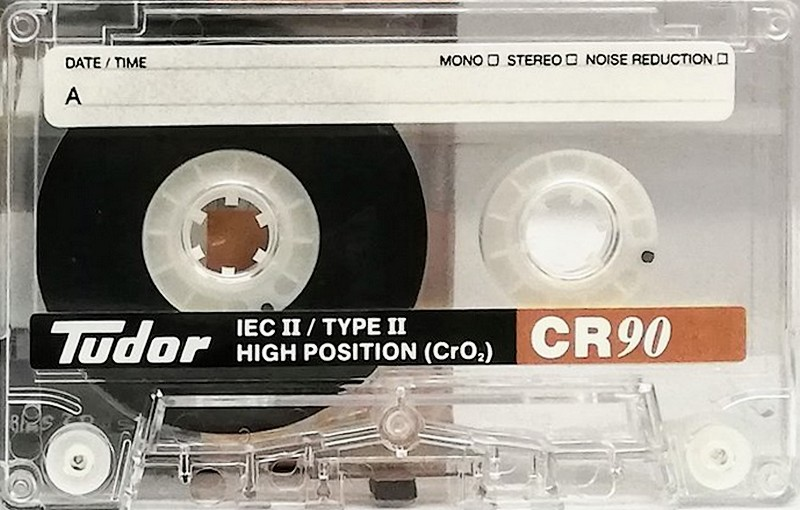 DATE / TIME MONO □ STEREO □ NOISE REDUCTION □
A
Tudor
IEC II / TYPE II
HIGH POSITION (CrO₂)
CR90